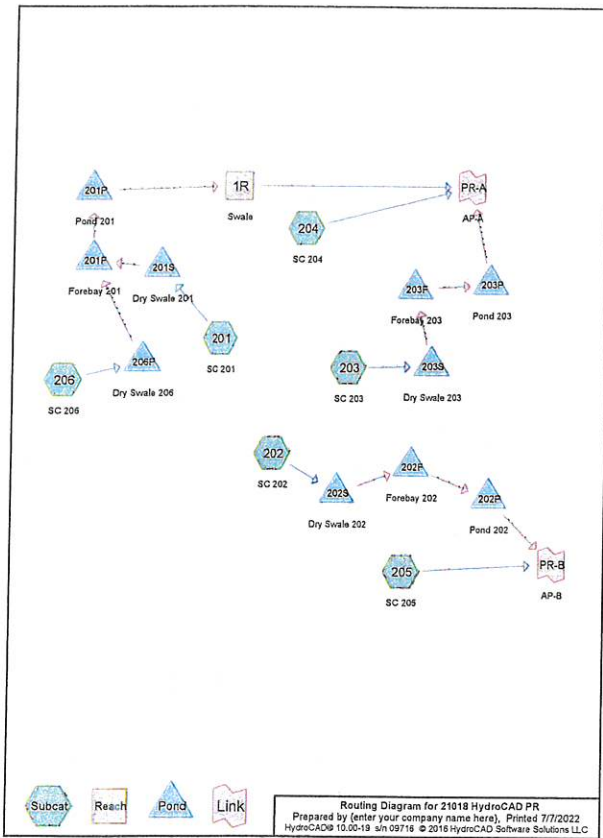 201P
Pond 201
1R
Swale
PR-A
AP-A
204
SC 204
201F
Forebay 201
201S
Dry Swale 201
203F
Forebay 203
203P
Pond 203
201
SC 201
206
SC 206
206P
Dry Swale 206
203
SC 203
203S
Dry Swale 203
202
SC 202
202S
Dry Swale 202
202F
Forebay 202
202P
Pond 202
205
SC 205
PR-B
AP-B
Subcat
Reach
Pond
Link
Routing Diagram for 21018 HydroCAD PR
Prepared by {enter your company name here}, Printed 7/7/2022
HydroCAD® 10.00-19 s/n 09716 © 2016 HydroCAD Software Solutions LLC